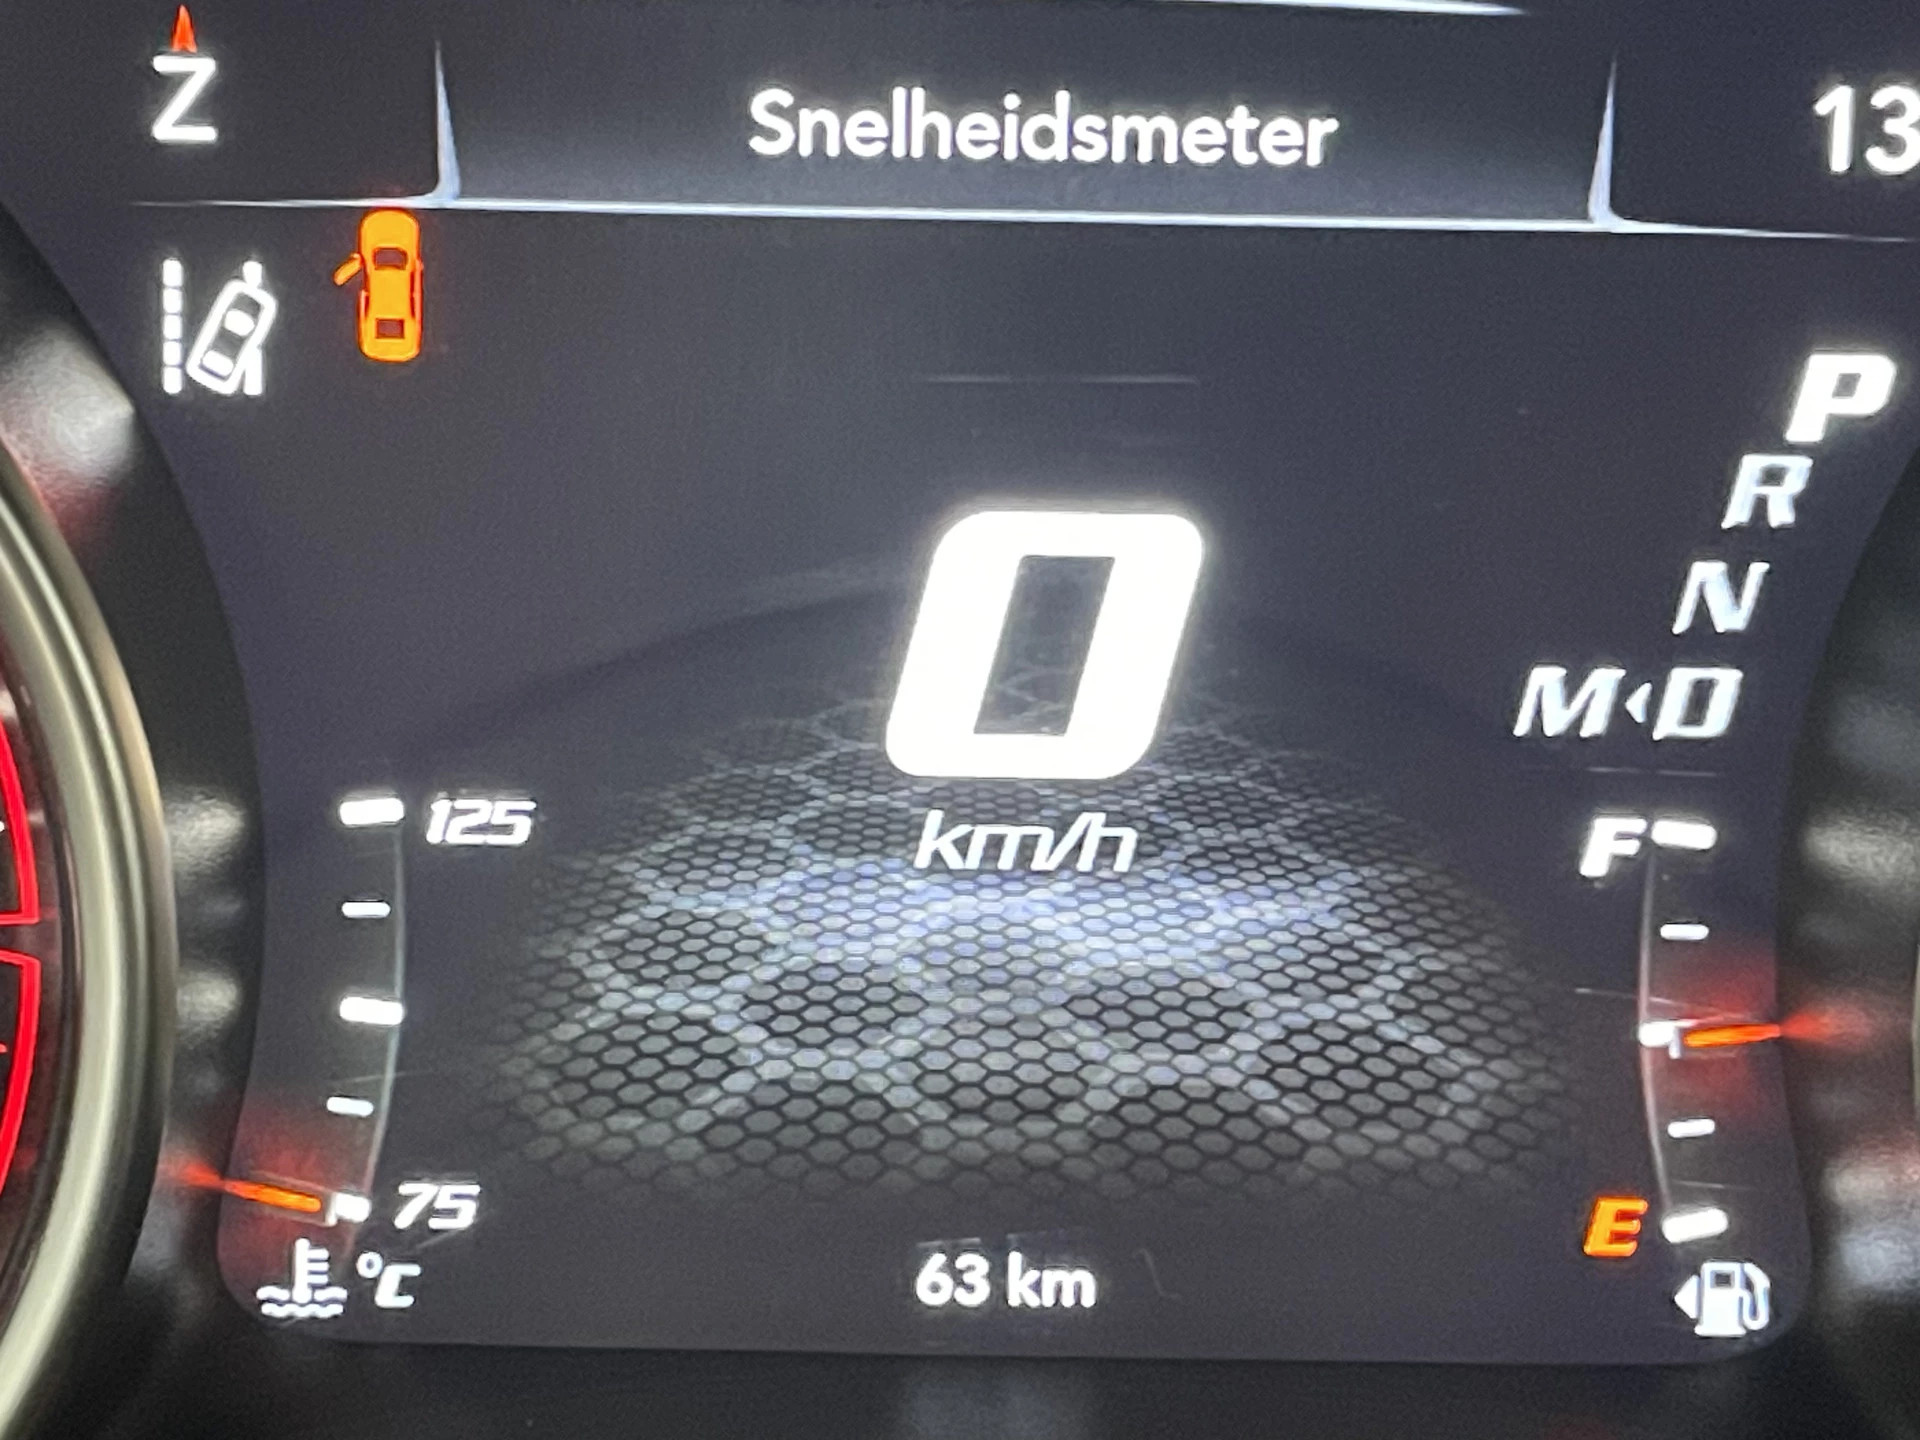 Z
Snelheidsmeter
13
P
R
N
M D
0
km/h
125
F
75
°C
E
63 km